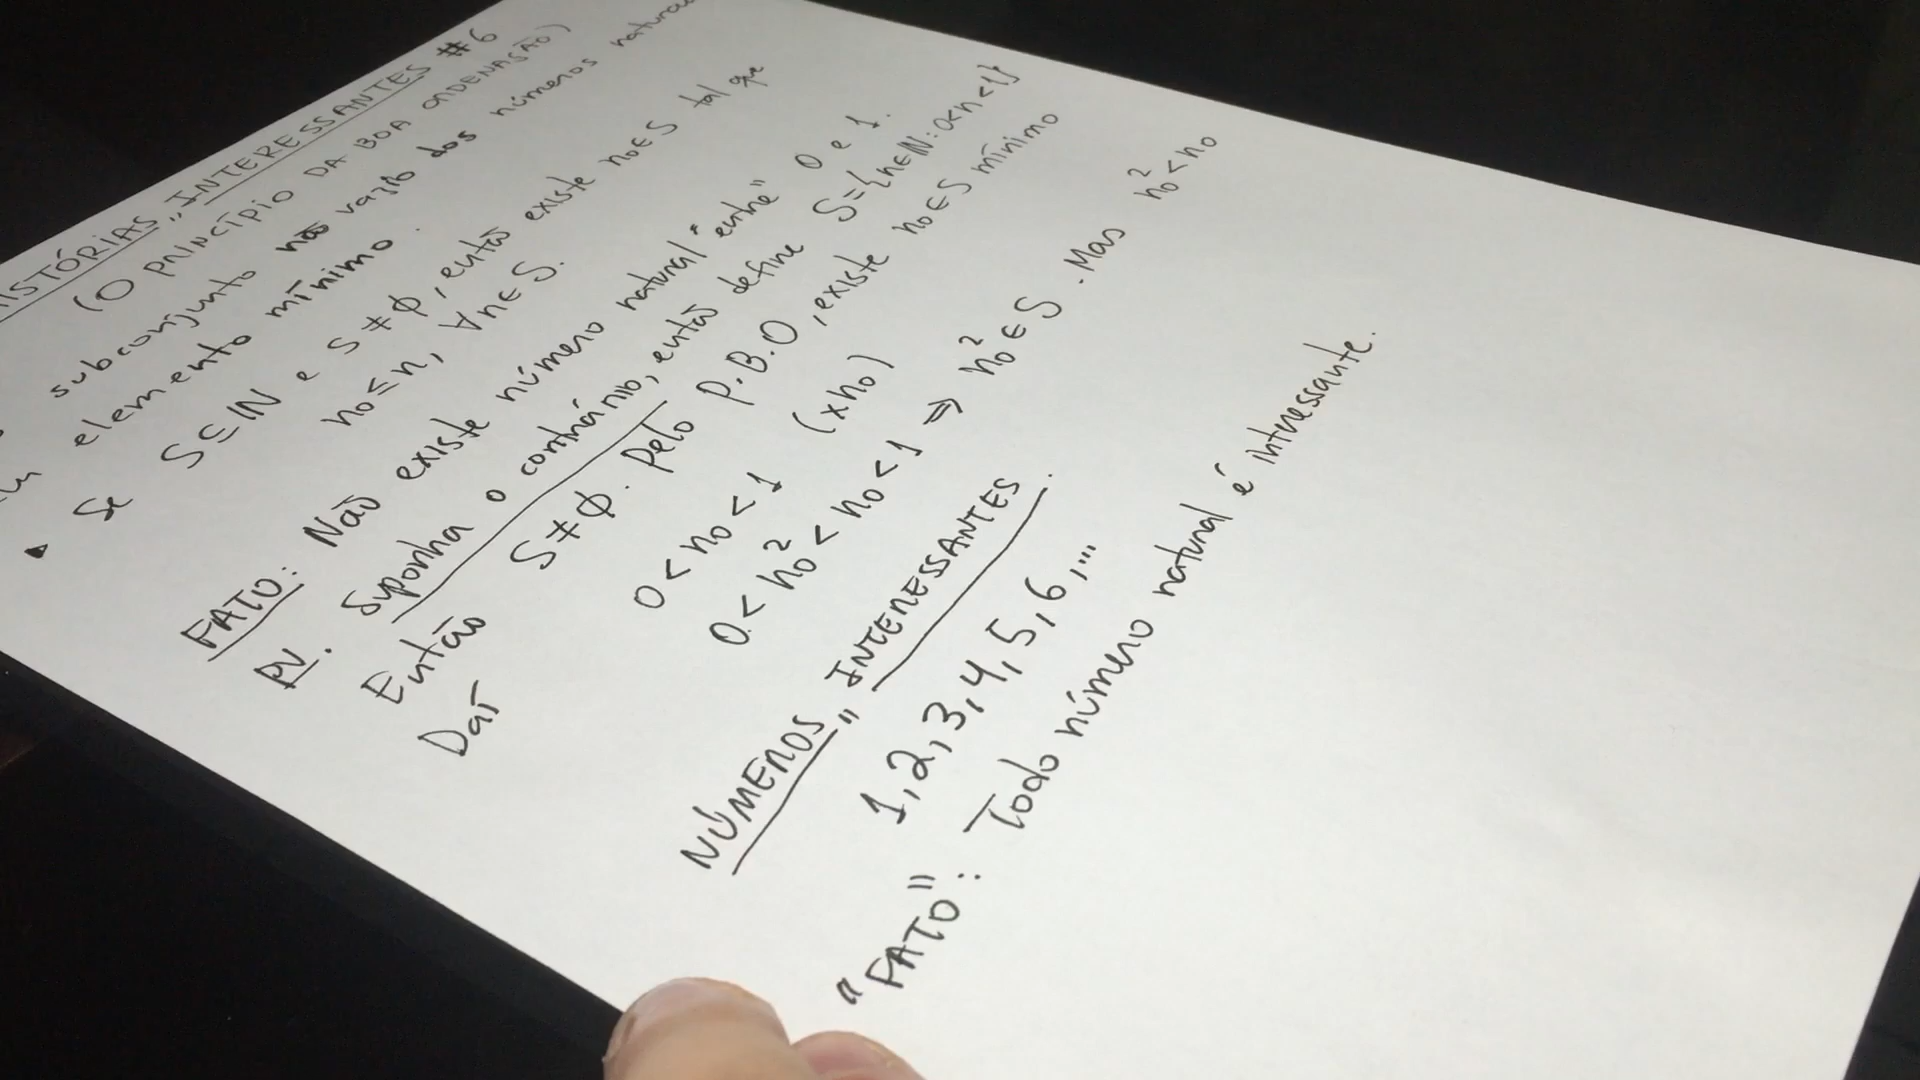 ISTÓRIAS „INTERESSANTES #6
(O PRINCÍPIO DA BOA ORDENASÃO)
subconjunto não vazio dos números naturais
elemento mínimo.
▸ Se S⊆ℕ e S≠∅, então existe n₀∈S tal que
n₀≤n, ∀n∈S.
FATO: Não existe número natural "entre" 0 e 1.
PV. Suponha o contrário, então define S={n∈ℕ:0<n<1}
Então S≠∅. Pelo P.B.O, existe n₀∈S mínimo
Daí 0<n₀<1 (xn₀)
0<n₀²<n₀<1 ⇒ n₀²∈S. Mas n₀²<n₀
NÚMEROS „INTERESSANTES.
1,2,3,4,5,6,...
"FATO": Todo número natural é interessante.